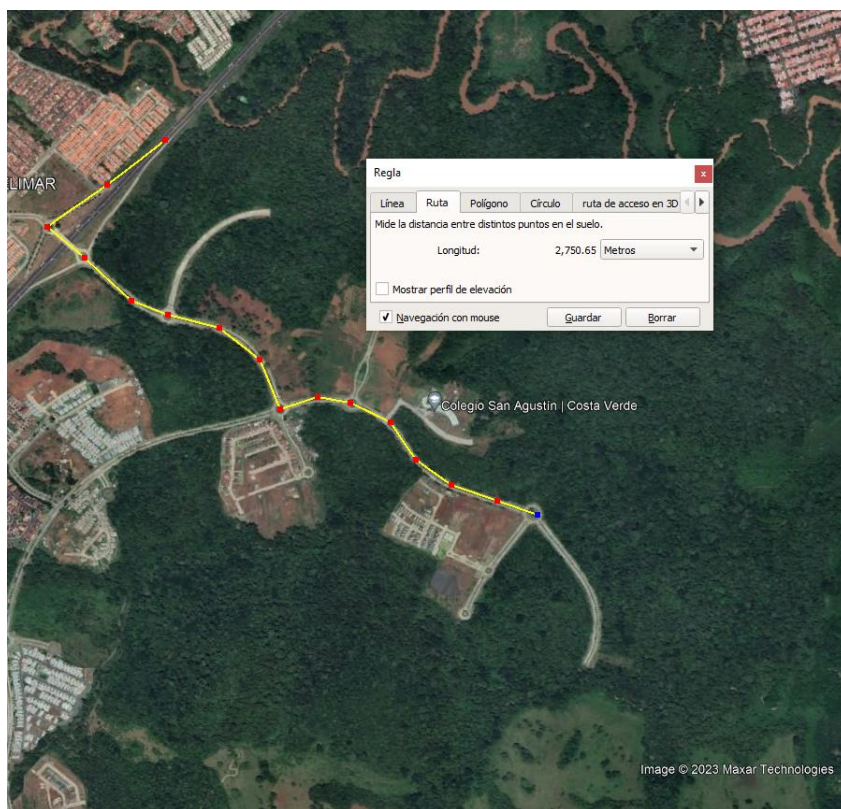 ELIMAR
Regla
x
Línea Ruta Polígono Círculo ruta de acceso en 3D
Mide la distancia entre distintos puntos en el suelo.
Longitud: 2,750.65 Metros
Mostrar perfil de elevación
Navegación con mouse Guardar Borrar
Colegio San Agustín | Costa Verde
Image © 2023 Maxar Technologies